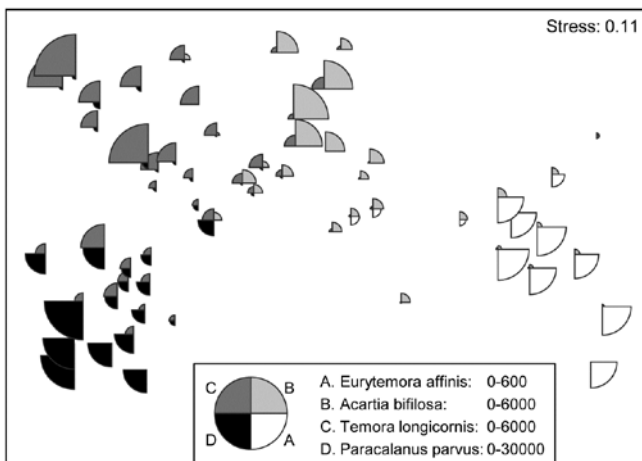 Stress: 0.11
C
B
D
A
A. Eurytemora affinis: 0-600
B. Acartia bifilosa: 0-6000
C. Temora longicornis: 0-6000
D. Paracalanus parvus: 0-30000